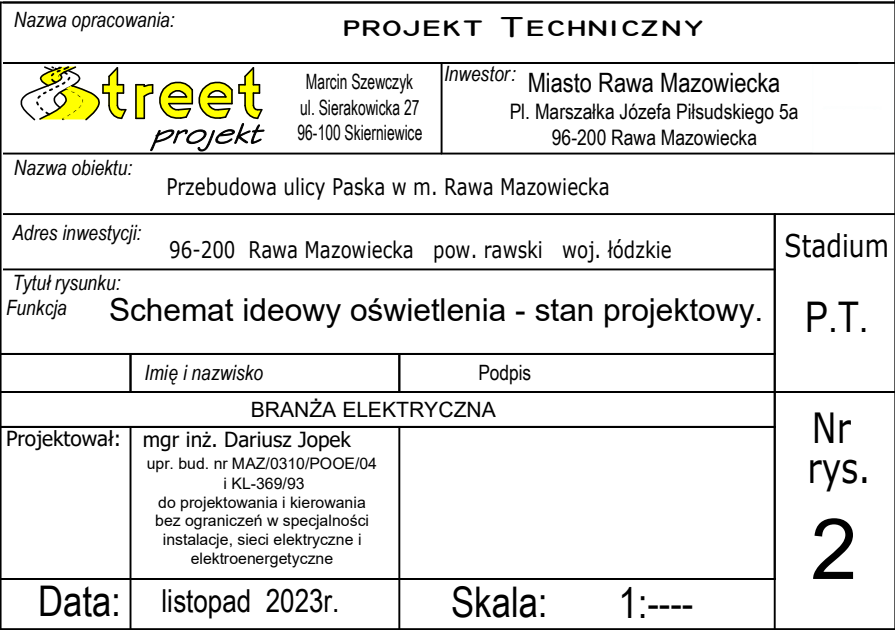 Nazwa opracowania:
PROJEKT TECHNICZNY
Street
projekt
Marcin Szewczyk
ul. Sierakowicka 27
96-100 Skierniewice
Inwestor: Miasto Rawa Mazowiecka
Pl. Marszałka Józefa Piłsudskiego 5a
96-200 Rawa Mazowiecka
Nazwa obiektu:
Przebudowa ulicy Paska w m. Rawa Mazowiecka
Adres inwestycji:
96-200 Rawa Mazowiecka pow. rawski woj. łódzkie
Stadium
P.T.
Tytuł rysunku:
Funkcja
Schemat ideowy oświetlenia - stan projektowy.
Imię i nazwisko
Podpis
BRANŻA ELEKTRYCZNA
Projektował:
mgr inż. Dariusz Jopek
upr. bud. nr MAZ/0310/POOE/04
i KL-369/93
do projektowania i kierowania
bez ograniczeń w specjalności
instalacje, sieci elektryczne i
elektroenergetyczne
Nr
rys.
2
Data: listopad 2023r.
Skala: 1:----